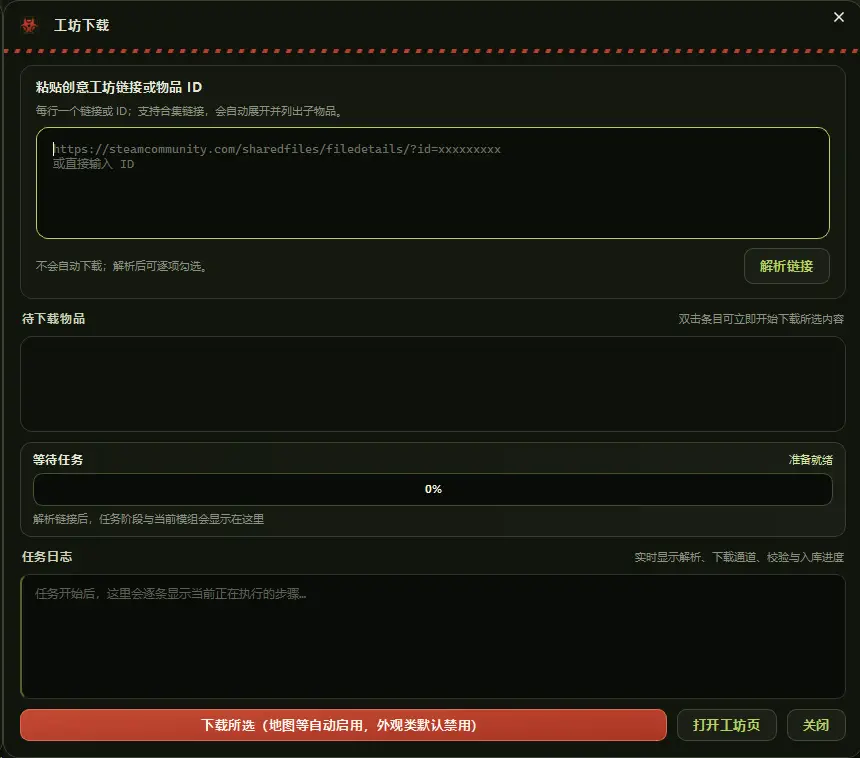 工坊下载
粘贴创意工坊链接或物品 ID
每行一个链接或 ID；支持合集链接，会自动展开并列出子物品。
https://steamcommunity.com/sharedfiles/filedetails/?id=xxxxxxxxx
或直接输入 ID
不会自动下载；解析后可逐项勾选。
解析链接
待下载物品
双击条目可立即开始下载所选内容
等待任务
准备就绪
0%
解析链接后，任务阶段与当前模组会显示在这里
任务日志
实时显示解析、下载通道、校验与入库进度
任务开始后，这里会逐条显示当前正在执行的步骤…
下载所选（地图等自动启用，外观类默认禁用）
打开工坊页
关闭